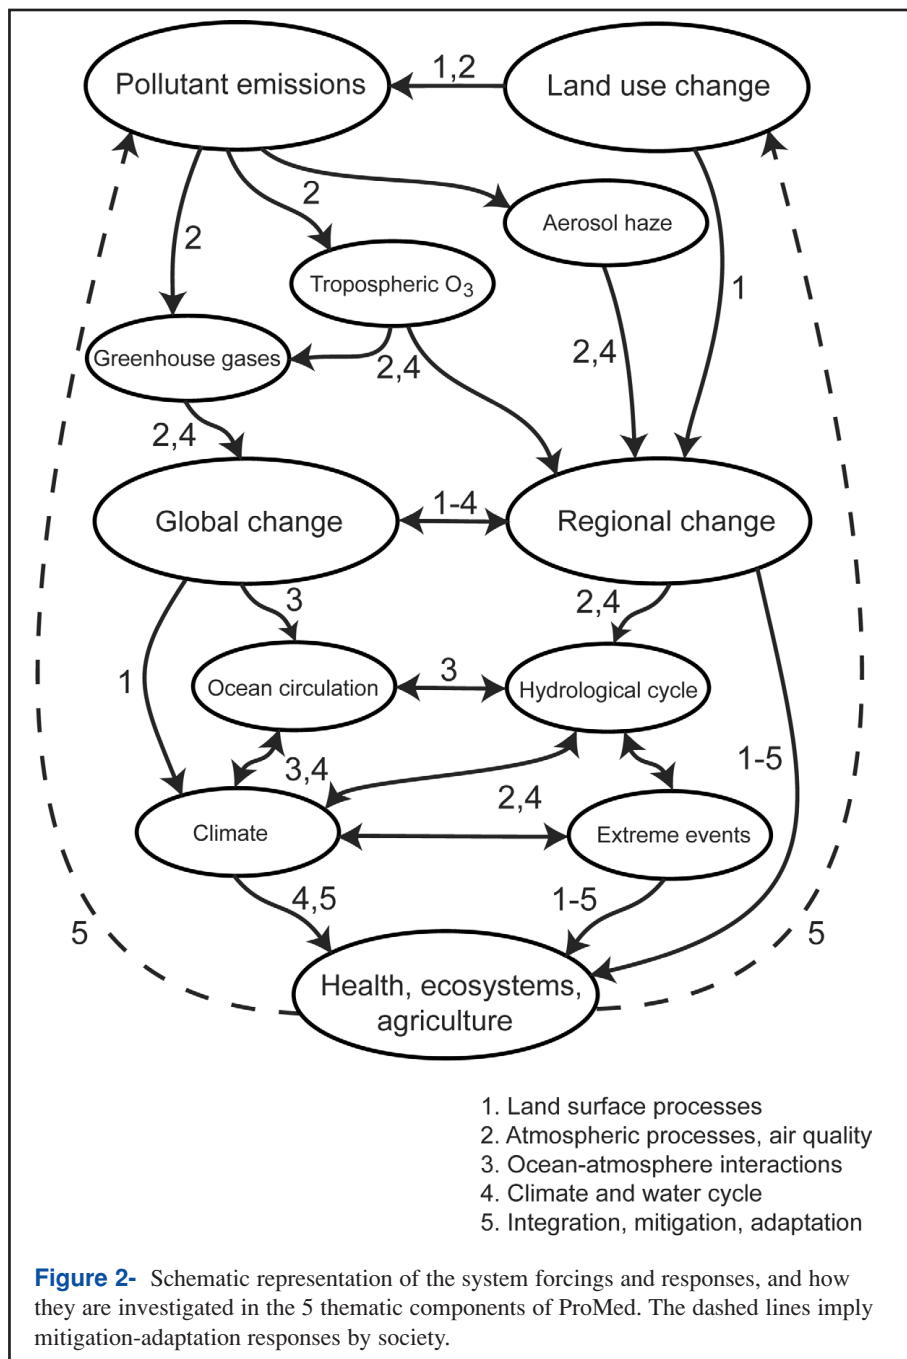 1,2
Pollutant emissions
Land use change
2
2
Aerosol haze
Tropospheric O3
1
Greenhouse gases
2,4
2,4
2,4
1-4
Global change
Regional change
3
2,4
1
3
Ocean circulation
Hydrological cycle
3,4
1-5
2,4
Climate
Extreme events
4,5
1-5
5
5
Health, ecosystems,
agriculture
1. Land surface processes
2. Atmospheric processes, air quality
3. Ocean-atmosphere interactions
4. Climate and water cycle
5. Integration, mitigation, adaptation
Figure 2- Schematic representation of the system forcings and responses, and how
they are investigated in the 5 thematic components of ProMed. The dashed lines imply
mitigation-adaptation responses by society.